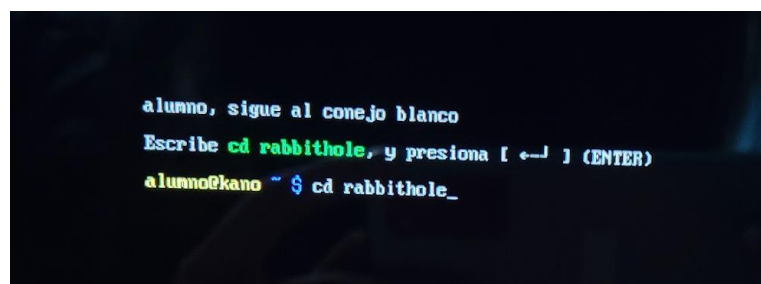 alumno, sigue al conejo blanco
Escribe cd rabbithole, y presiona [ ←┘ ] (ENTER)
alumno@kano ~ $ cd rabbithole_